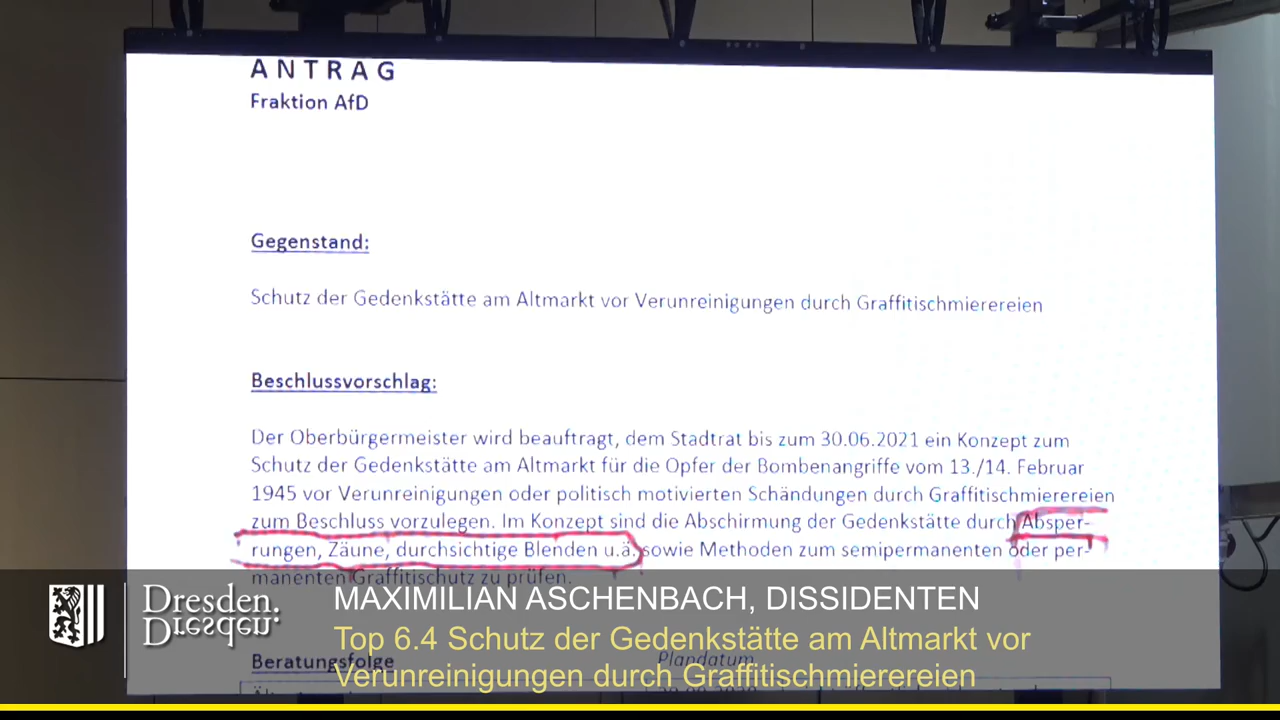 ANTRAG
Fraktion AfD
Gegenstand:
Schutz der Gedenkstätte am Altmarkt vor Verunreinigungen durch Graffitischmierereien
Beschlussvorschlag:
Der Oberbürgermeister wird beauftragt, dem Stadtrat bis zum 30.06.2021 ein Konzept zum
Schutz der Gedenkstätte am Altmarkt für die Opfer der Bombenangriffe vom 13./14. Februar
1945 vor Verunreinigungen oder politisch motivierten Schändungen durch Graffitischmierereien
zum Beschluss vorzulegen. Im Konzept sind die Abschirmung der Gedenkstätte durch Absper-
rungen, Zäune, durchsichtige Blenden u.ä. sowie Methoden zum semipermanenten oder per-
manenten Graffitischutz zu prüfen.
Beratungsfolge
Plandatum
Dresden.
Dresden.
MAXIMILIAN ASCHENBACH, DISSIDENTEN
Top 6.4 Schutz der Gedenkstätte am Altmarkt vor
Verunreinigungen durch Graffitischmierereien